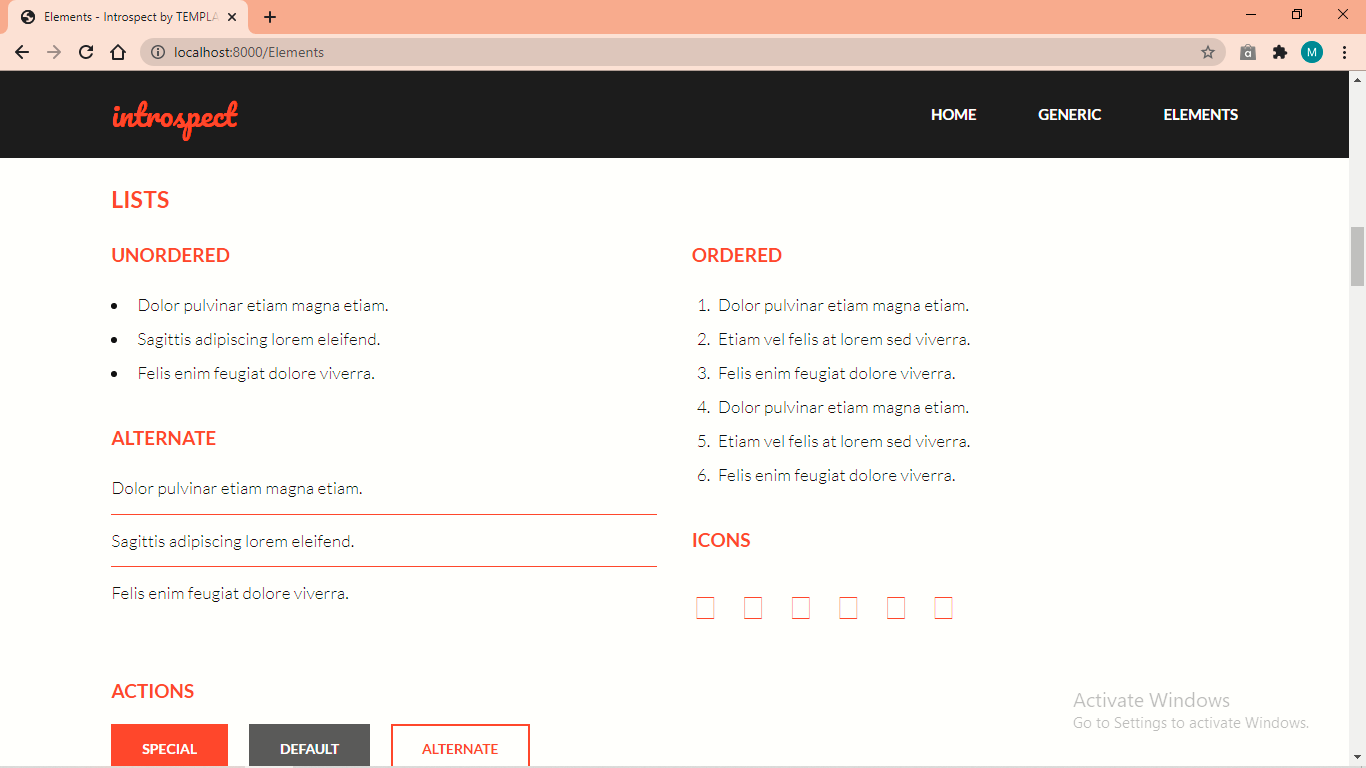 Elements - Introspect by TEMPLA
localhost:8000/Elements
M
introspect
HOME
GENERIC
ELEMENTS
LISTS
UNORDERED
• Dolor pulvinar etiam magna etiam.
• Sagittis adipiscing lorem eleifend.
• Felis enim feugiat dolore viverra.
ALTERNATE
Dolor pulvinar etiam magna etiam.
Sagittis adipiscing lorem eleifend.
Felis enim feugiat dolore viverra.
ORDERED
1. Dolor pulvinar etiam magna etiam.
2. Etiam vel felis at lorem sed viverra.
3. Felis enim feugiat dolore viverra.
4. Dolor pulvinar etiam magna etiam.
5. Etiam vel felis at lorem sed viverra.
6. Felis enim feugiat dolore viverra.
ICONS
ACTIONS
SPECIAL
DEFAULT
ALTERNATE
Activate Windows
Go to Settings to activate Windows.